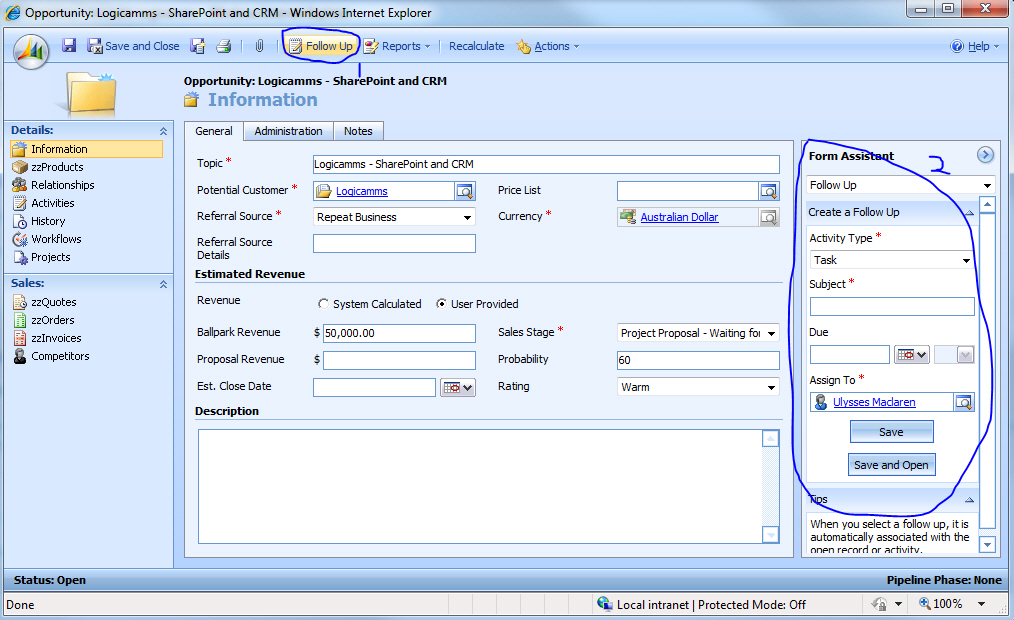 Opportunity: Logicamms - SharePoint and CRM - Windows Internet Explorer
Save and Close Follow Up Reports Recalculate Actions Help
1
Opportunity: Logicamms - SharePoint and CRM
Information
Details:
Information
zzProducts
Relationships
Activities
History
Workflows
Projects
Sales:
zzQuotes
zzOrders
zzInvoices
Competitors
General Administration Notes
Topic * Logicamms - SharePoint and CRM
Potential Customer * Logicamms Price List
Referral Source * Repeat Business Currency * Australian Dollar
Referral Source
Details
Estimated Revenue
Revenue System Calculated User Provided
Ballpark Revenue $ 50,000.00 Sales Stage * Project Proposal - Waiting for
Proposal Revenue $ Probability 60
Est. Close Date Rating Warm
Description
Form Assistant 2
Follow Up
Create a Follow Up
Activity Type *
Task
Subject *
Due
Assign To *
Ulysses Maclaren
Save
Save and Open
Tips
When you select a follow up, it is
automatically associated with the
open record or activity.
Status: Open Pipeline Phase: None
Done Local intranet | Protected Mode: Off 100%